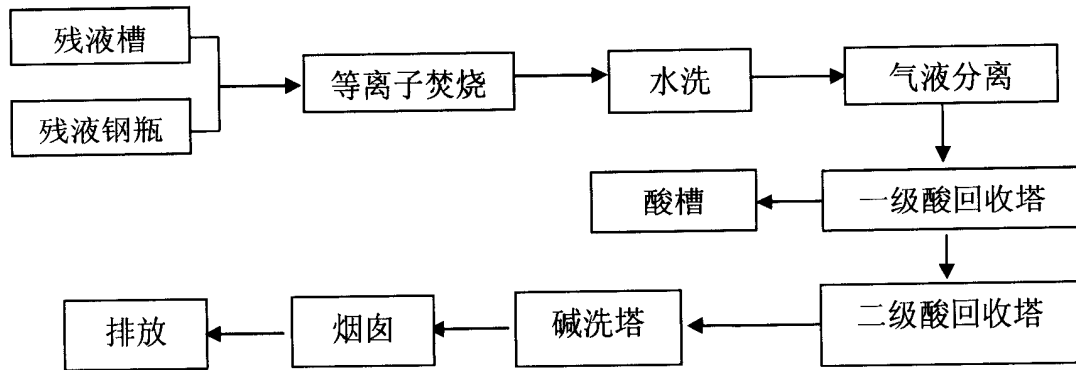 残液槽
残液钢瓶
等离子焚烧
水洗
气液分离
酸槽
一级酸回收塔
排放
烟囱
碱洗塔
二级酸回收塔